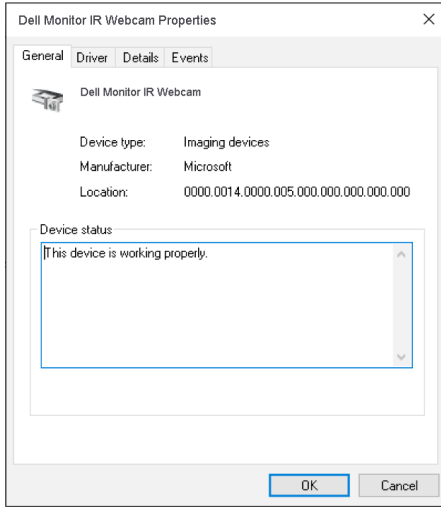 Dell Monitor IR Webcam Properties
General Driver Details Events
Dell Monitor IR Webcam
Device type: Imaging devices
Manufacturer: Microsoft
Location: 0000.0014.0000.005.000.000.000.000.000
Device status
This device is working properly.
OK Cancel